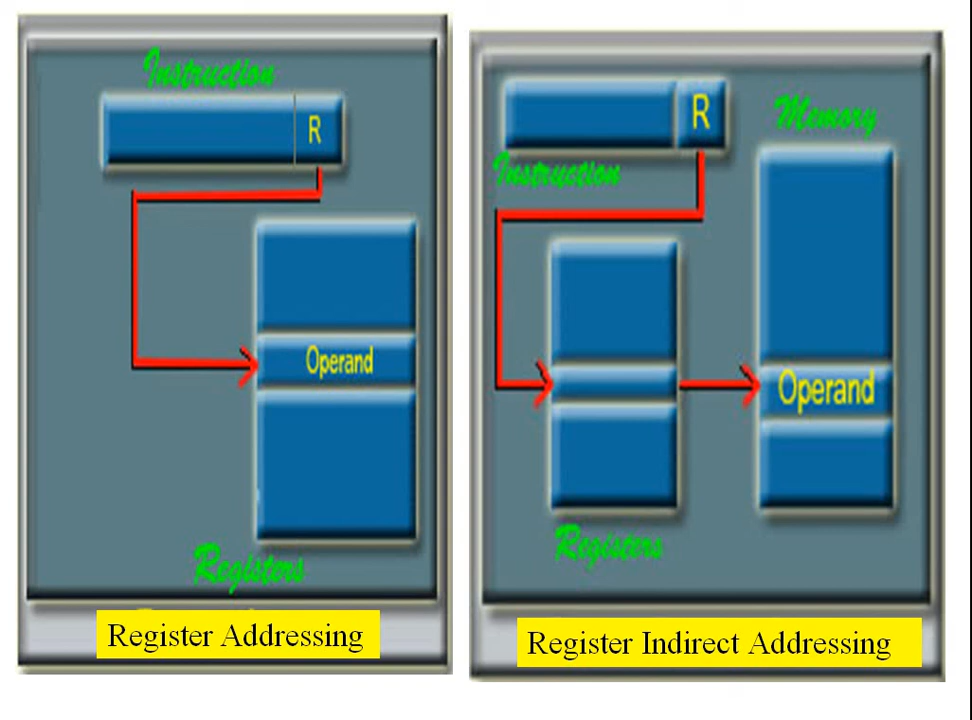 Instruction
R
Operand
Registers
Register Addressing
R
Instruction
Memory
Operand
Registers
Register Indirect Addressing